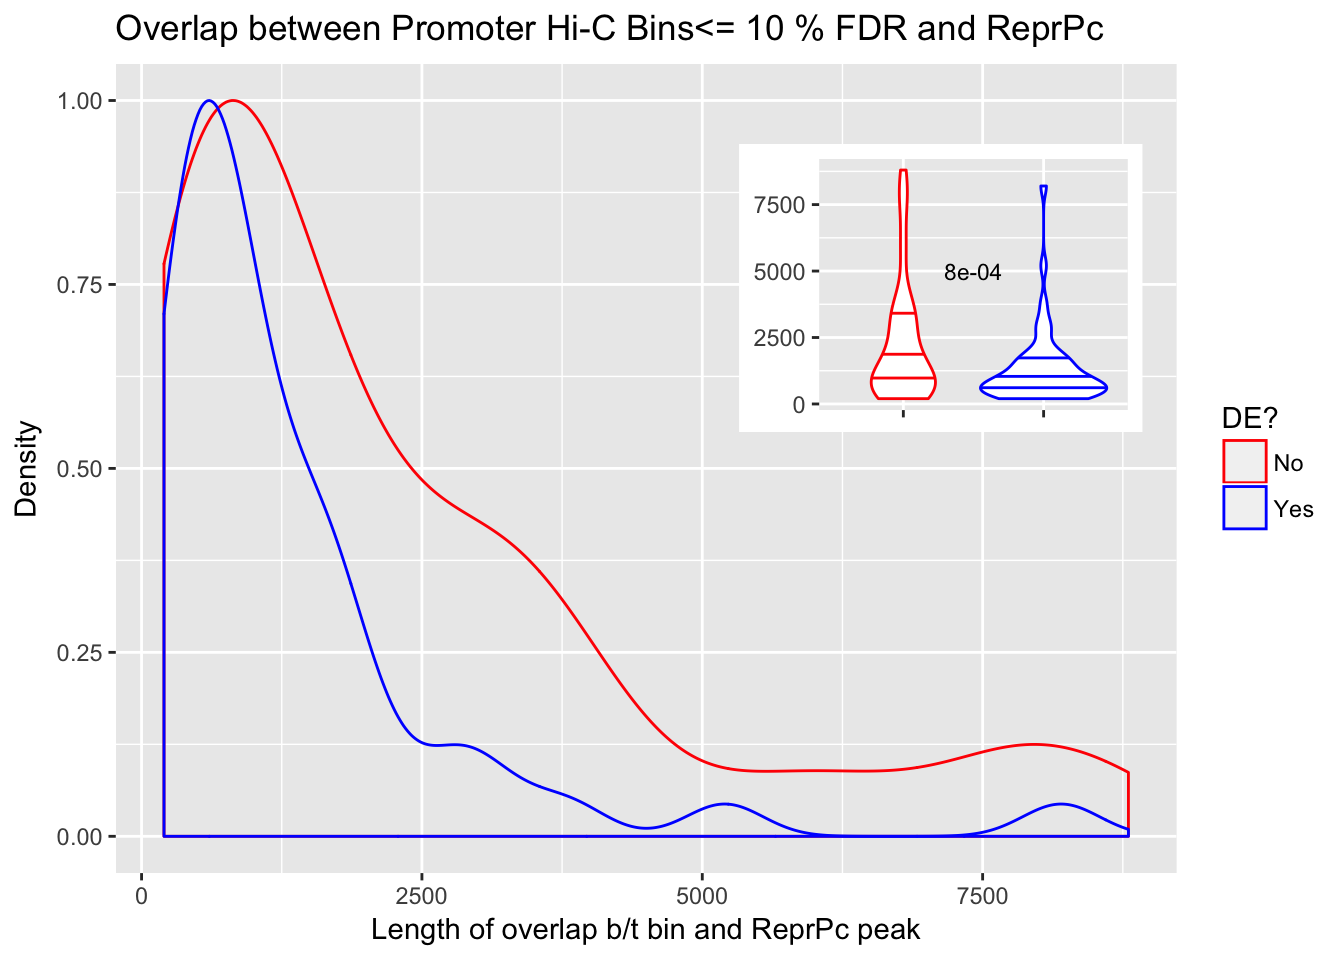 Overlap between Promoter Hi-C Bins<= 10 % FDR and ReprPc
1.00
0.75
0.50
0.25
0.00
Density
0
2500
5000
7500
Length of overlap b/t bin and ReprPc peak
7500
5000
2500
0
8e-04
DE?
No
Yes